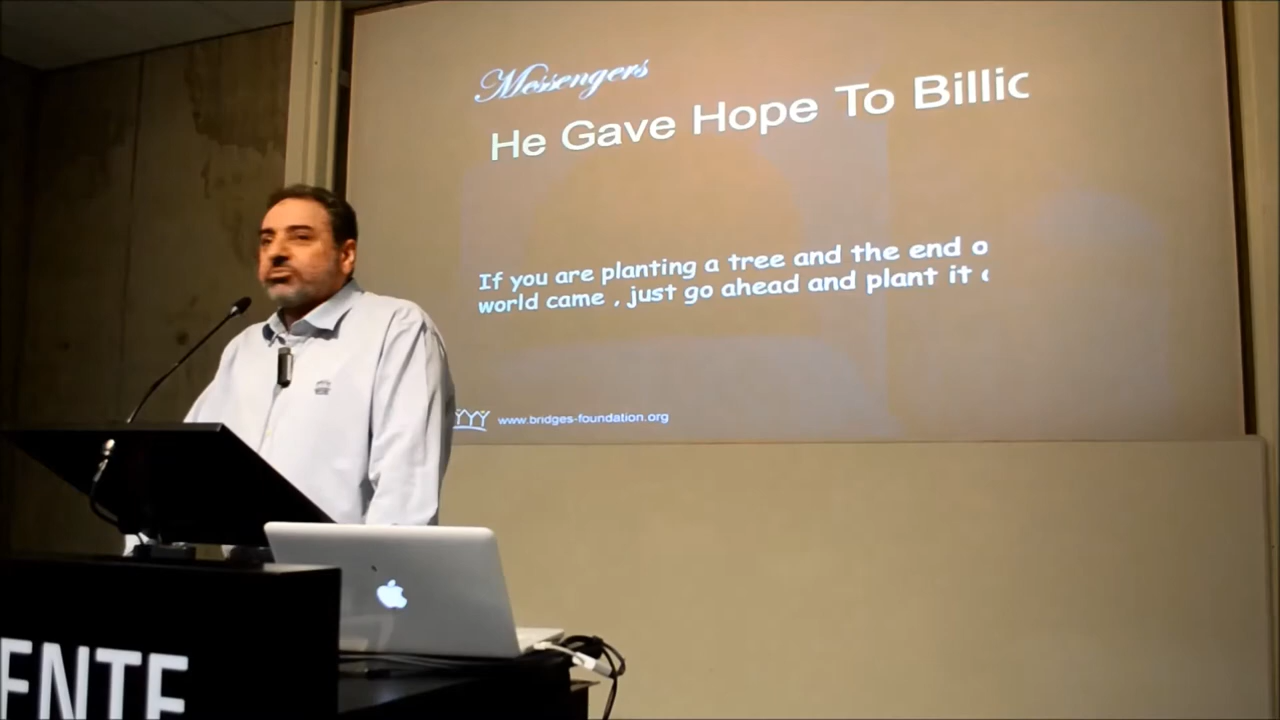 Messengers
He Gave Hope To Billio
If you are planting a tree and the end o
world came , just go ahead and plant it
www.bridges-foundation.org
ENTE